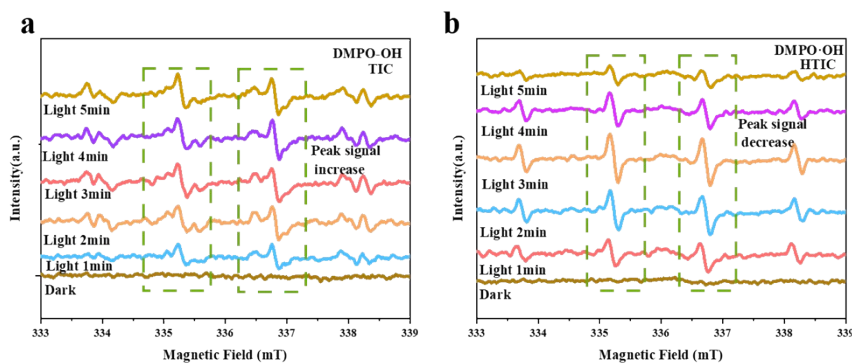 a
DMPO-OH
TIC
Light 5min
Light 4min
Peak signal
increase
Light 3min
Light 2min
Light 1min
Dark
Intensity(a.u.)
333 334 335 336 337 338 339
Magnetic Field (mT)
b
DMPO·OH
HTIC
Light 5min
Light 4min
Peak signal
decrease
Light 3min
Light 2min
Light 1min
Dark
Intensity(a.u.)
333 334 335 336 337 338 339
Magnetic Field (mT)